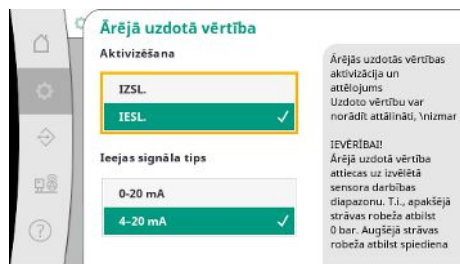 Ārējā uzdotā vērtība
Aktivizēšana
IZSL.
IESL.
Ieejas signāla tips
0-20 mA
4–20 mA
Ārējās uzdotās vērtības
aktivizācija un
attēlojums
Uzdoto vērtību var
norādīt attālināti, \nizmar
IEVĒRĪBAI!
Ārējā uzdotā vērtība
attiecas uz izvēlētā
sensora darbības
diapazonu. T.i., apakšējā
strāvas robeža atbilst
0 bar. Augšējā strāvas
robeža atbilst spiediena